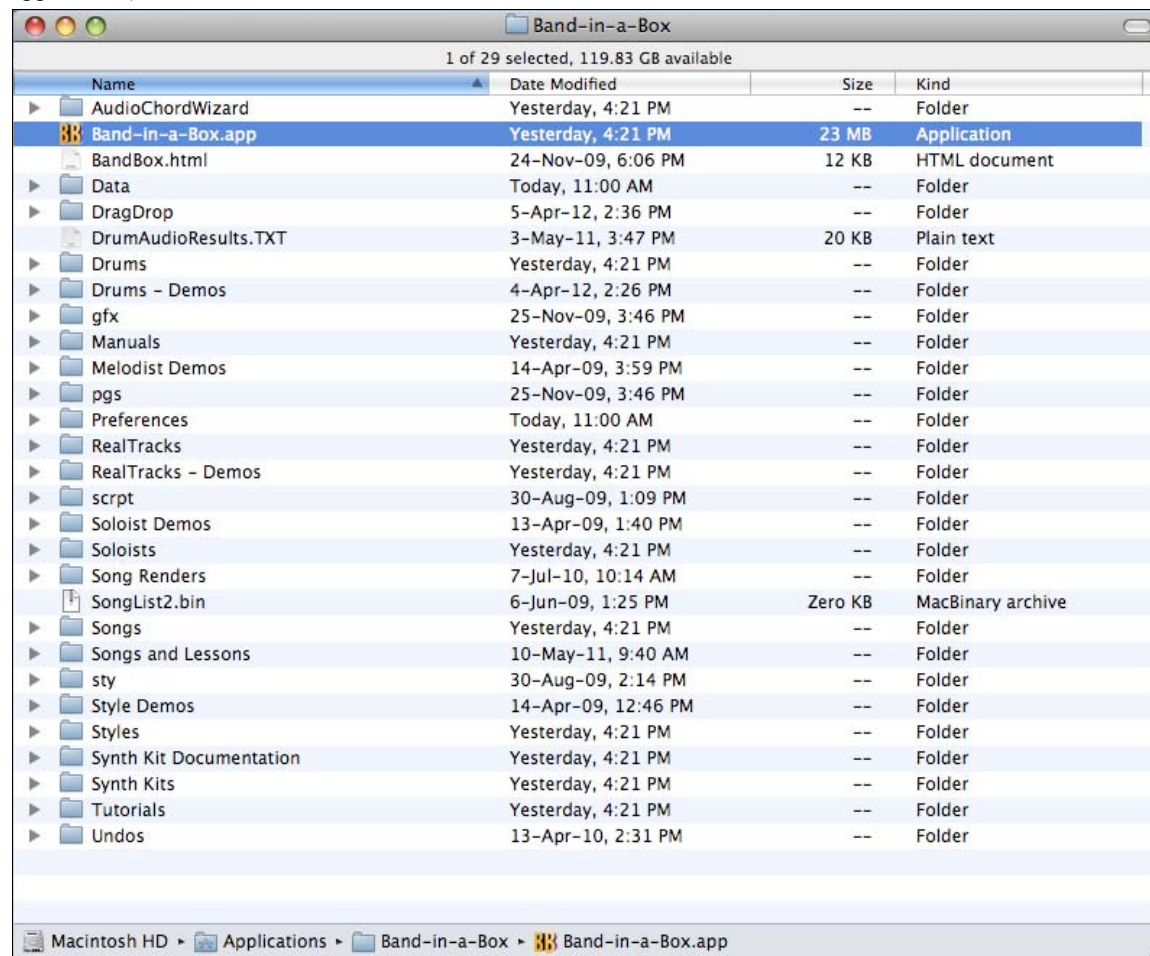 Band-in-a-Box
1 of 29 selected, 119.83 GB available
Name Date Modified Size Kind
AudioChordWizard Yesterday, 4:21 PM -- Folder
Band-in-a-Box.app Yesterday, 4:21 PM 23 MB Application
BandBox.html 24-Nov-09, 6:06 PM 12 KB HTML document
Data Today, 11:00 AM -- Folder
DragDrop 5-Apr-12, 2:36 PM -- Folder
DrumAudioResults.TXT 3-May-11, 3:47 PM 20 KB Plain text
Drums Yesterday, 4:21 PM -- Folder
Drums - Demos 4-Apr-12, 2:26 PM -- Folder
gfx 25-Nov-09, 3:46 PM -- Folder
Manuals Yesterday, 4:21 PM -- Folder
Melodist Demos 14-Apr-09, 3:59 PM -- Folder
pgs 25-Nov-09, 3:46 PM -- Folder
Preferences Today, 11:00 AM -- Folder
RealTracks Yesterday, 4:21 PM -- Folder
RealTracks - Demos Yesterday, 4:21 PM -- Folder
scrpt 30-Aug-09, 1:09 PM -- Folder
Soloist Demos 13-Apr-09, 1:40 PM -- Folder
Soloists Yesterday, 4:21 PM -- Folder
Song Renders 7-Jul-10, 10:14 AM -- Folder
SongList2.bin 6-Jun-09, 1:25 PM Zero KB MacBinary archive
Songs Yesterday, 4:21 PM -- Folder
Songs and Lessons 10-May-11, 9:40 AM -- Folder
sty 30-Aug-09, 2:14 PM -- Folder
Style Demos 14-Apr-09, 12:46 PM -- Folder
Styles Yesterday, 4:21 PM -- Folder
Synth Kit Documentation Yesterday, 4:21 PM -- Folder
Synth Kits Yesterday, 4:21 PM -- Folder
Tutorials Yesterday, 4:21 PM -- Folder
Undos 13-Apr-10, 2:31 PM -- Folder
Macintosh HD ▸ Applications ▸ Band-in-a-Box ▸ Band-in-a-Box.app